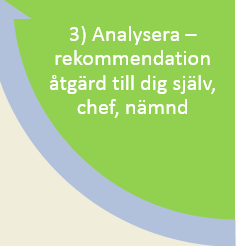 3) Analysera –
rekommendation
åtgärd till dig själv,
chef, nämnd